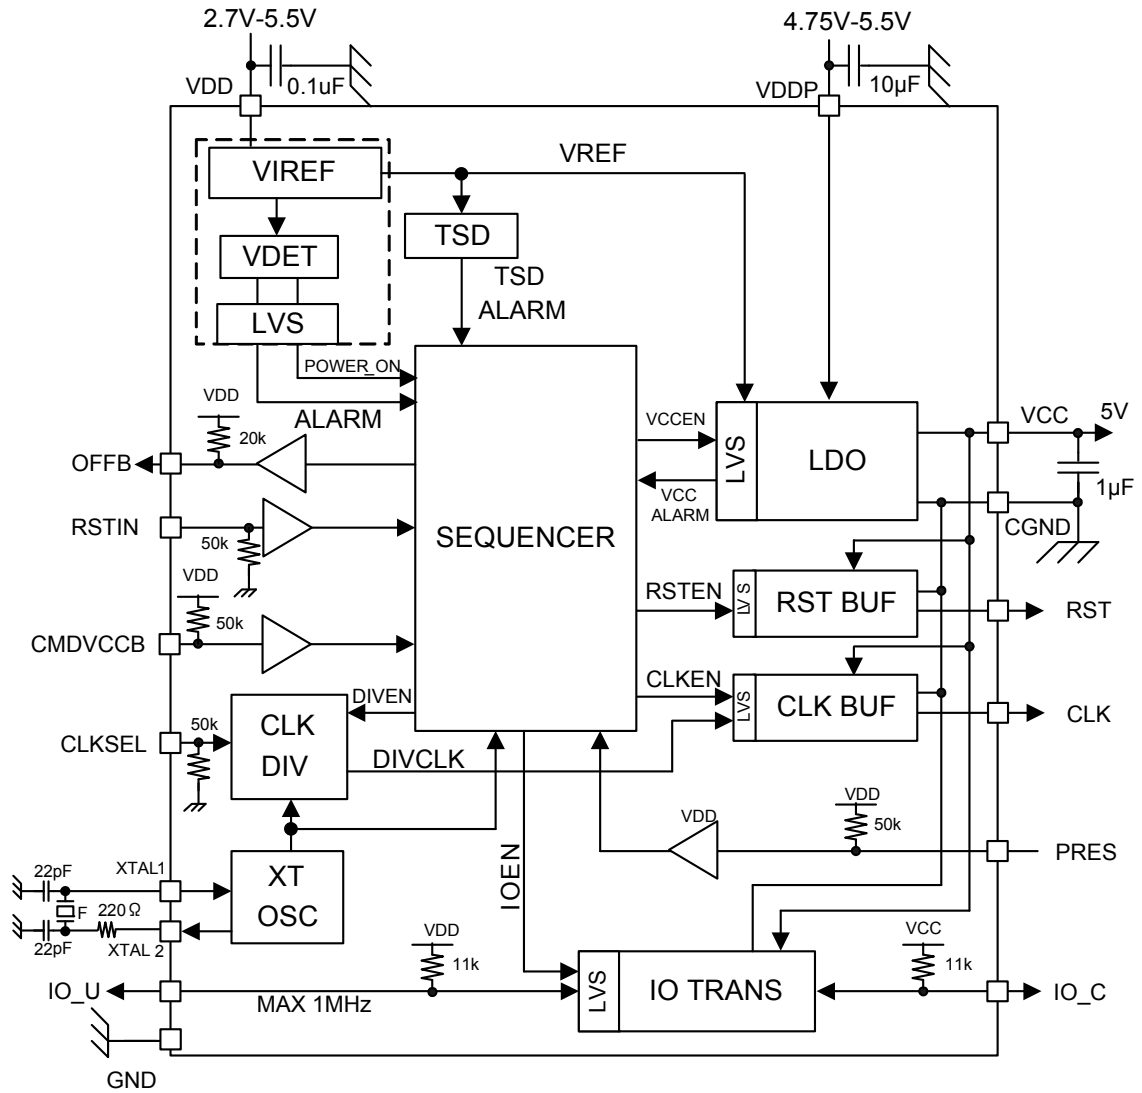 2.7V-5.5V
4.75V-5.5V
VDD
0.1uF
VDDP
10µF
VIREF
VREF
TSD
VDET
TSD
ALARM
LVS
POWER_ON
ALARM
VDD
20k
OFFB
RSTIN
50k
VDD
50k
CMDVCCB
SEQUENCER
VCCEN
VCC
ALARM
LVS
LDO
VCC
5V
1µF
CGND
RSTEN
LVS
RST BUF
RST
CLKEN
LVS
CLK BUF
CLK
DIVEN
CLK
DIV
DIVCLK
50k
CLKSEL
VDD
VDD
50k
PRES
IOEN
22pF
XTAL1
XT
OSC
F
220Ω
22pF
XTAL 2
VDD
11k
VCC
11k
IO_U
MAX 1MHz
LVS
IO TRANS
IO_C
GND